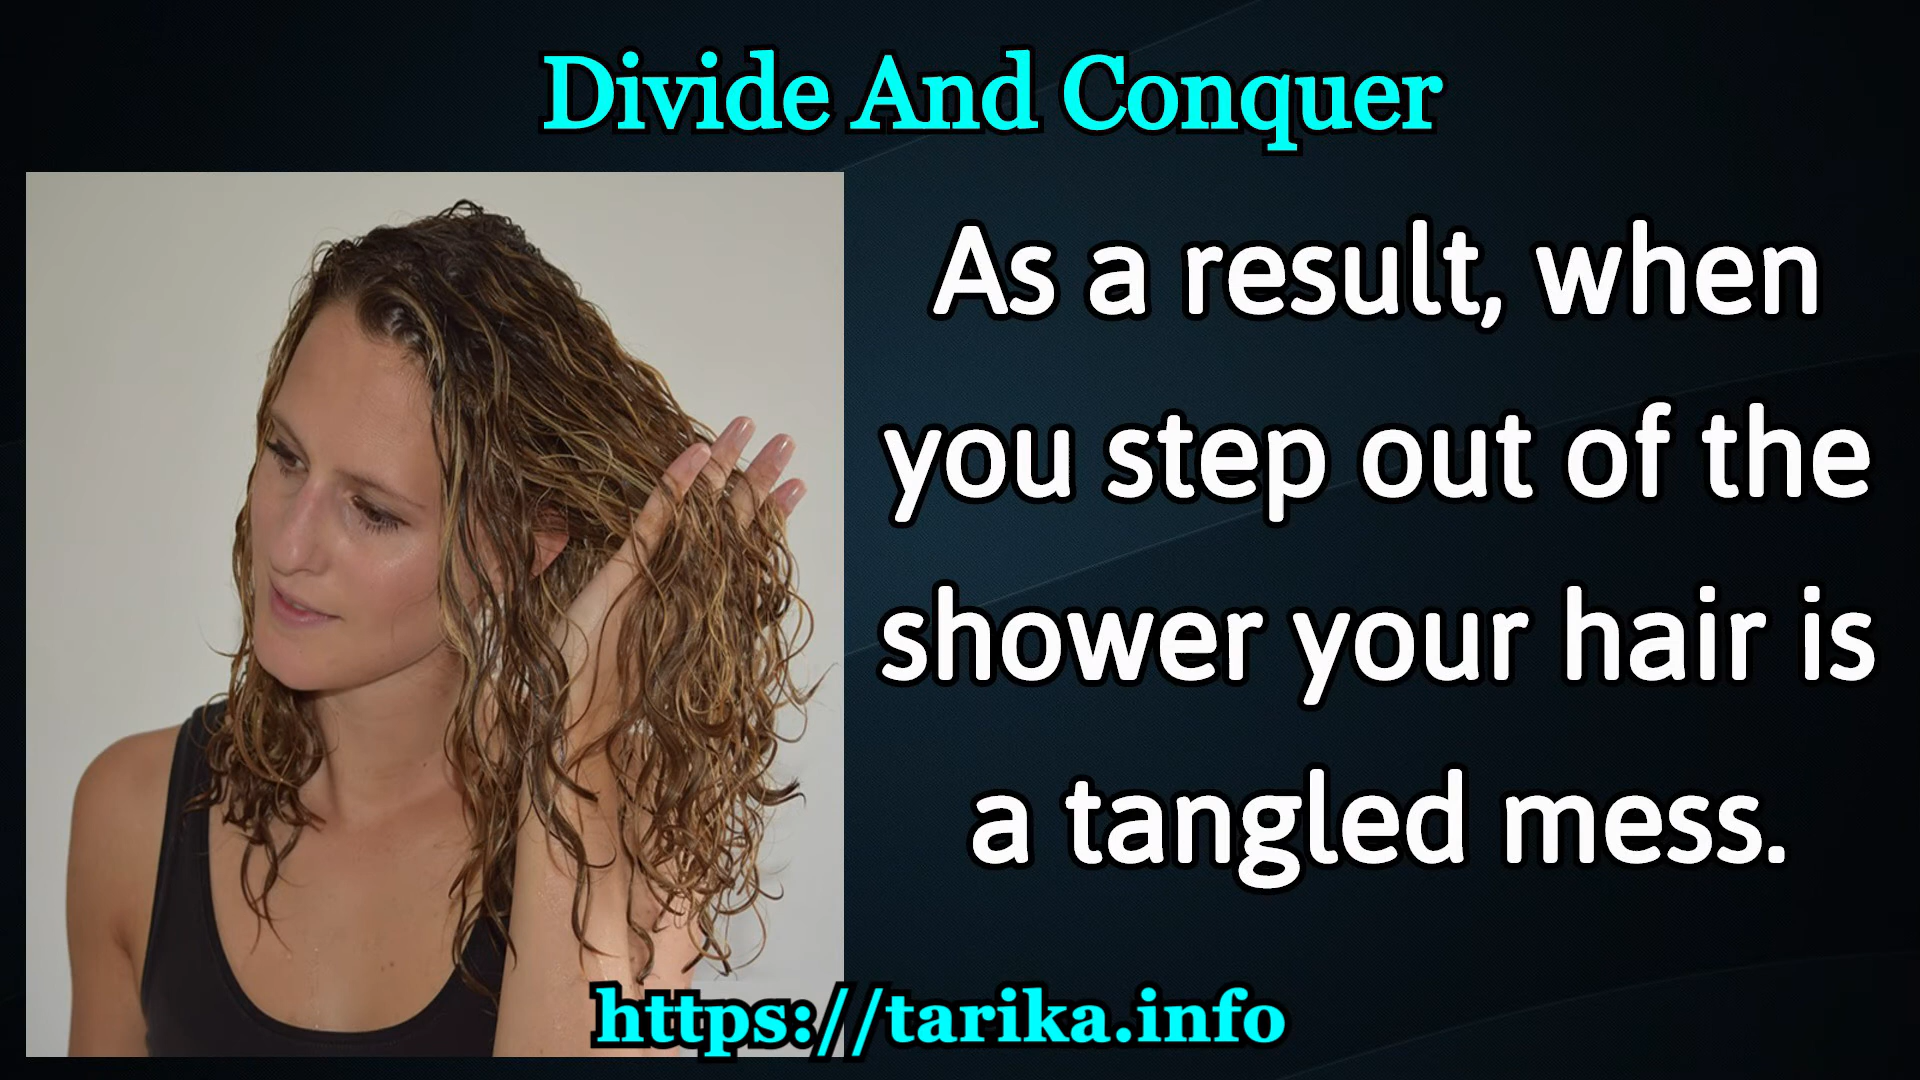 Divide And Conquer
As a result, when
you step out of the
shower your hair is
a tangled mess.
https://tarika.info